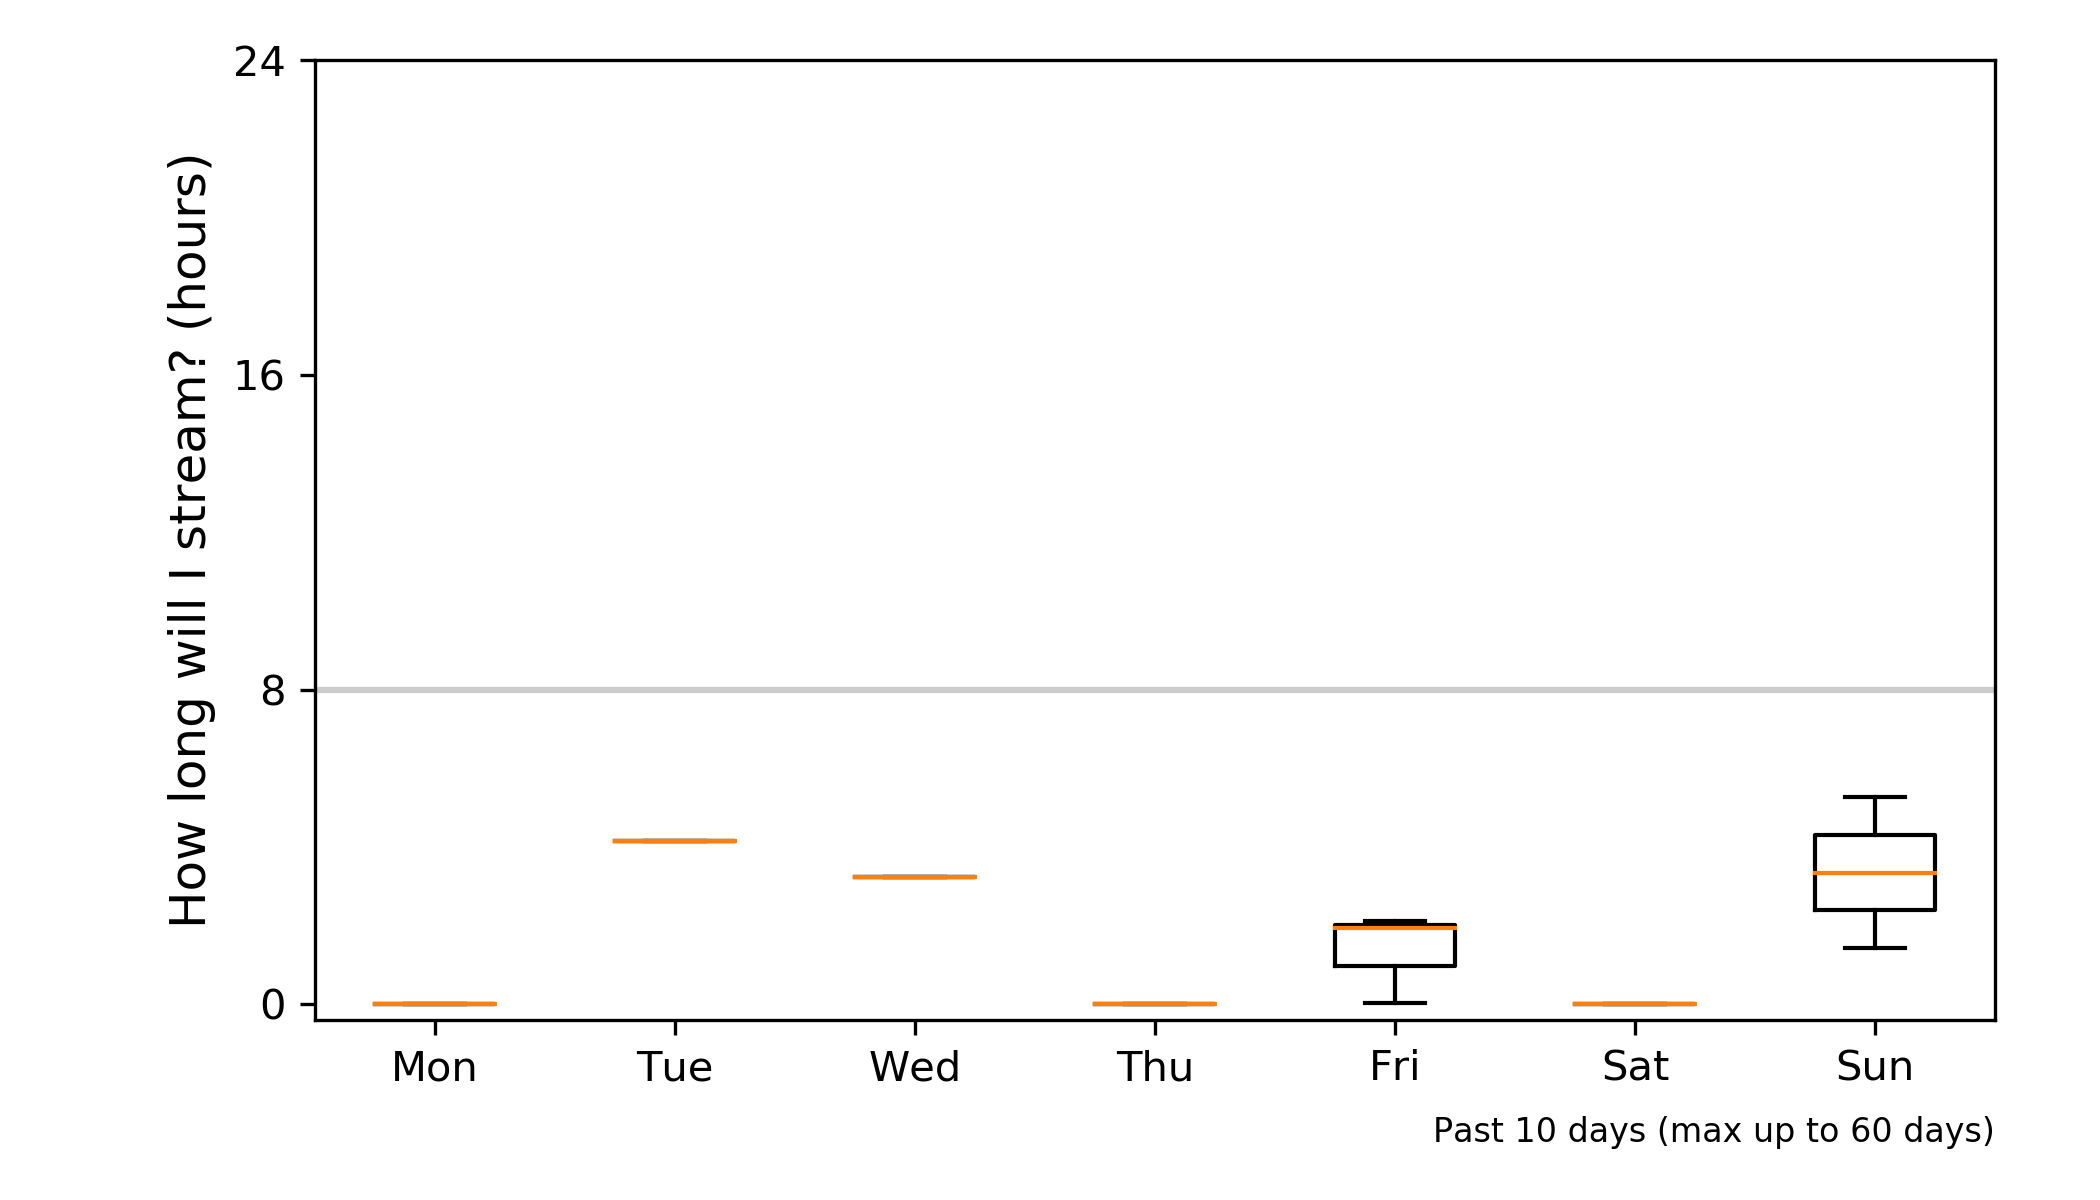 How long will I stream? (hours)
24
16
8
0
Mon Tue Wed Thu Fri Sat Sun
Past 10 days (max up to 60 days)